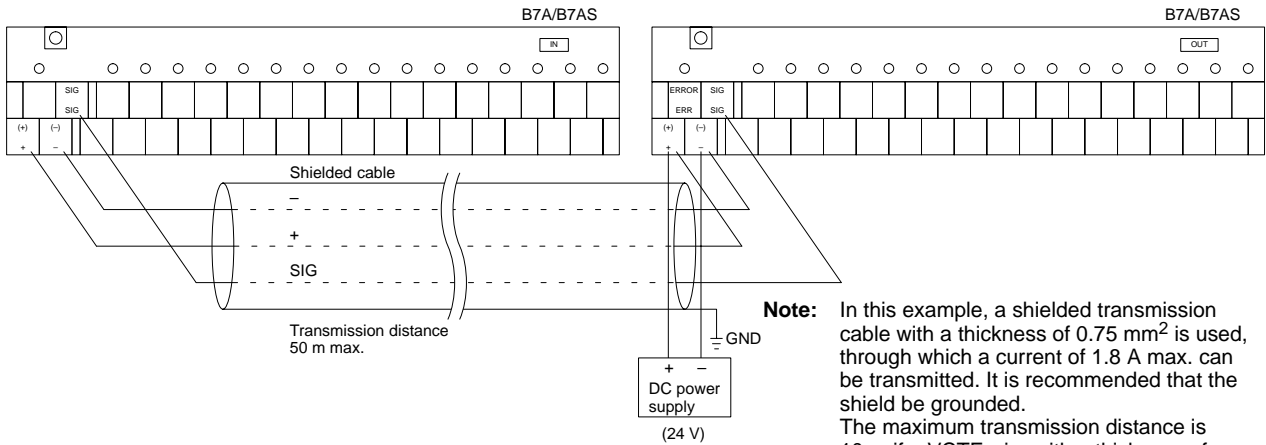 B7A/B7AS
B7A/B7AS
IN
OUT
SIG
ERROR SIG
SIG
ERR SIG
(+) (–)
(+) (–)
+ –
+ –
Shielded cable
–
+
SIG
Transmission distance
50 m max.
GND
+ –
DC power
supply
(24 V)
Note: In this example, a shielded transmission
cable with a thickness of 0.75 mm2 is used,
through which a current of 1.8 A max. can
be transmitted. It is recommended that the
shield be grounded.
The maximum transmission distance is